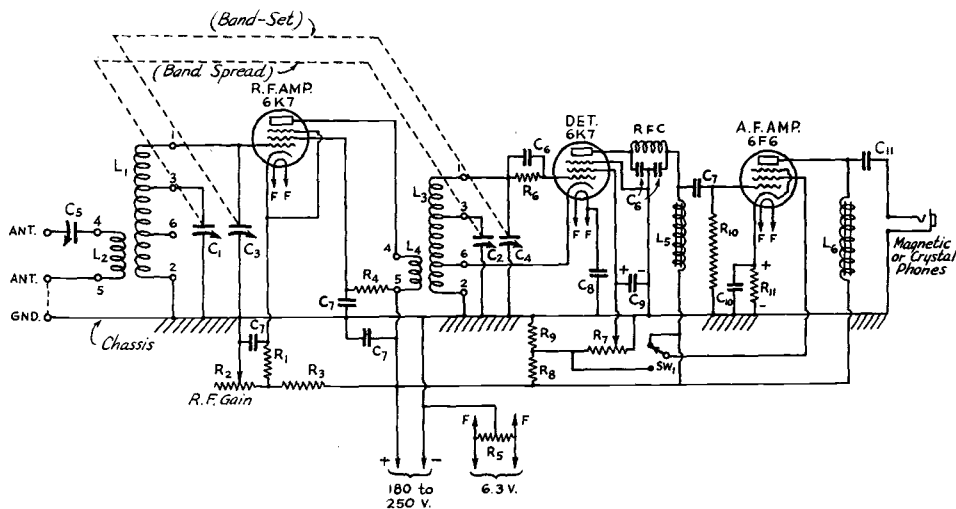 (Band-Set)
(Band Spread)
R.F. AMP.
6K7
DET.
6K7
RFC
A.F. AMP.
6F6
L1
1
3
6
2
C5
4
ANT.
L2
ANT.
5
GND.
Chassis
C1
C3
F F
C7
R1
R2
R.F. Gain
R3
R4
C7
C7
4
L4
5
L3
1
3
6
2
C2
C4
C6
R6
F F
C8
C6
+ -
C9
R9
R8
R7
SW1
L5
C7
R10
F F
C10
+
R11
-
L6
C11
Magnetic
or Crystal
Phones
+ -
180 to
250 V.
F F
R5
6.3 V.